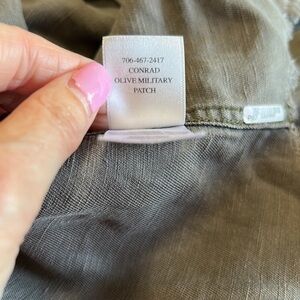 706-467-2417
CONRAD
OLIVE MILITARY
PATCH